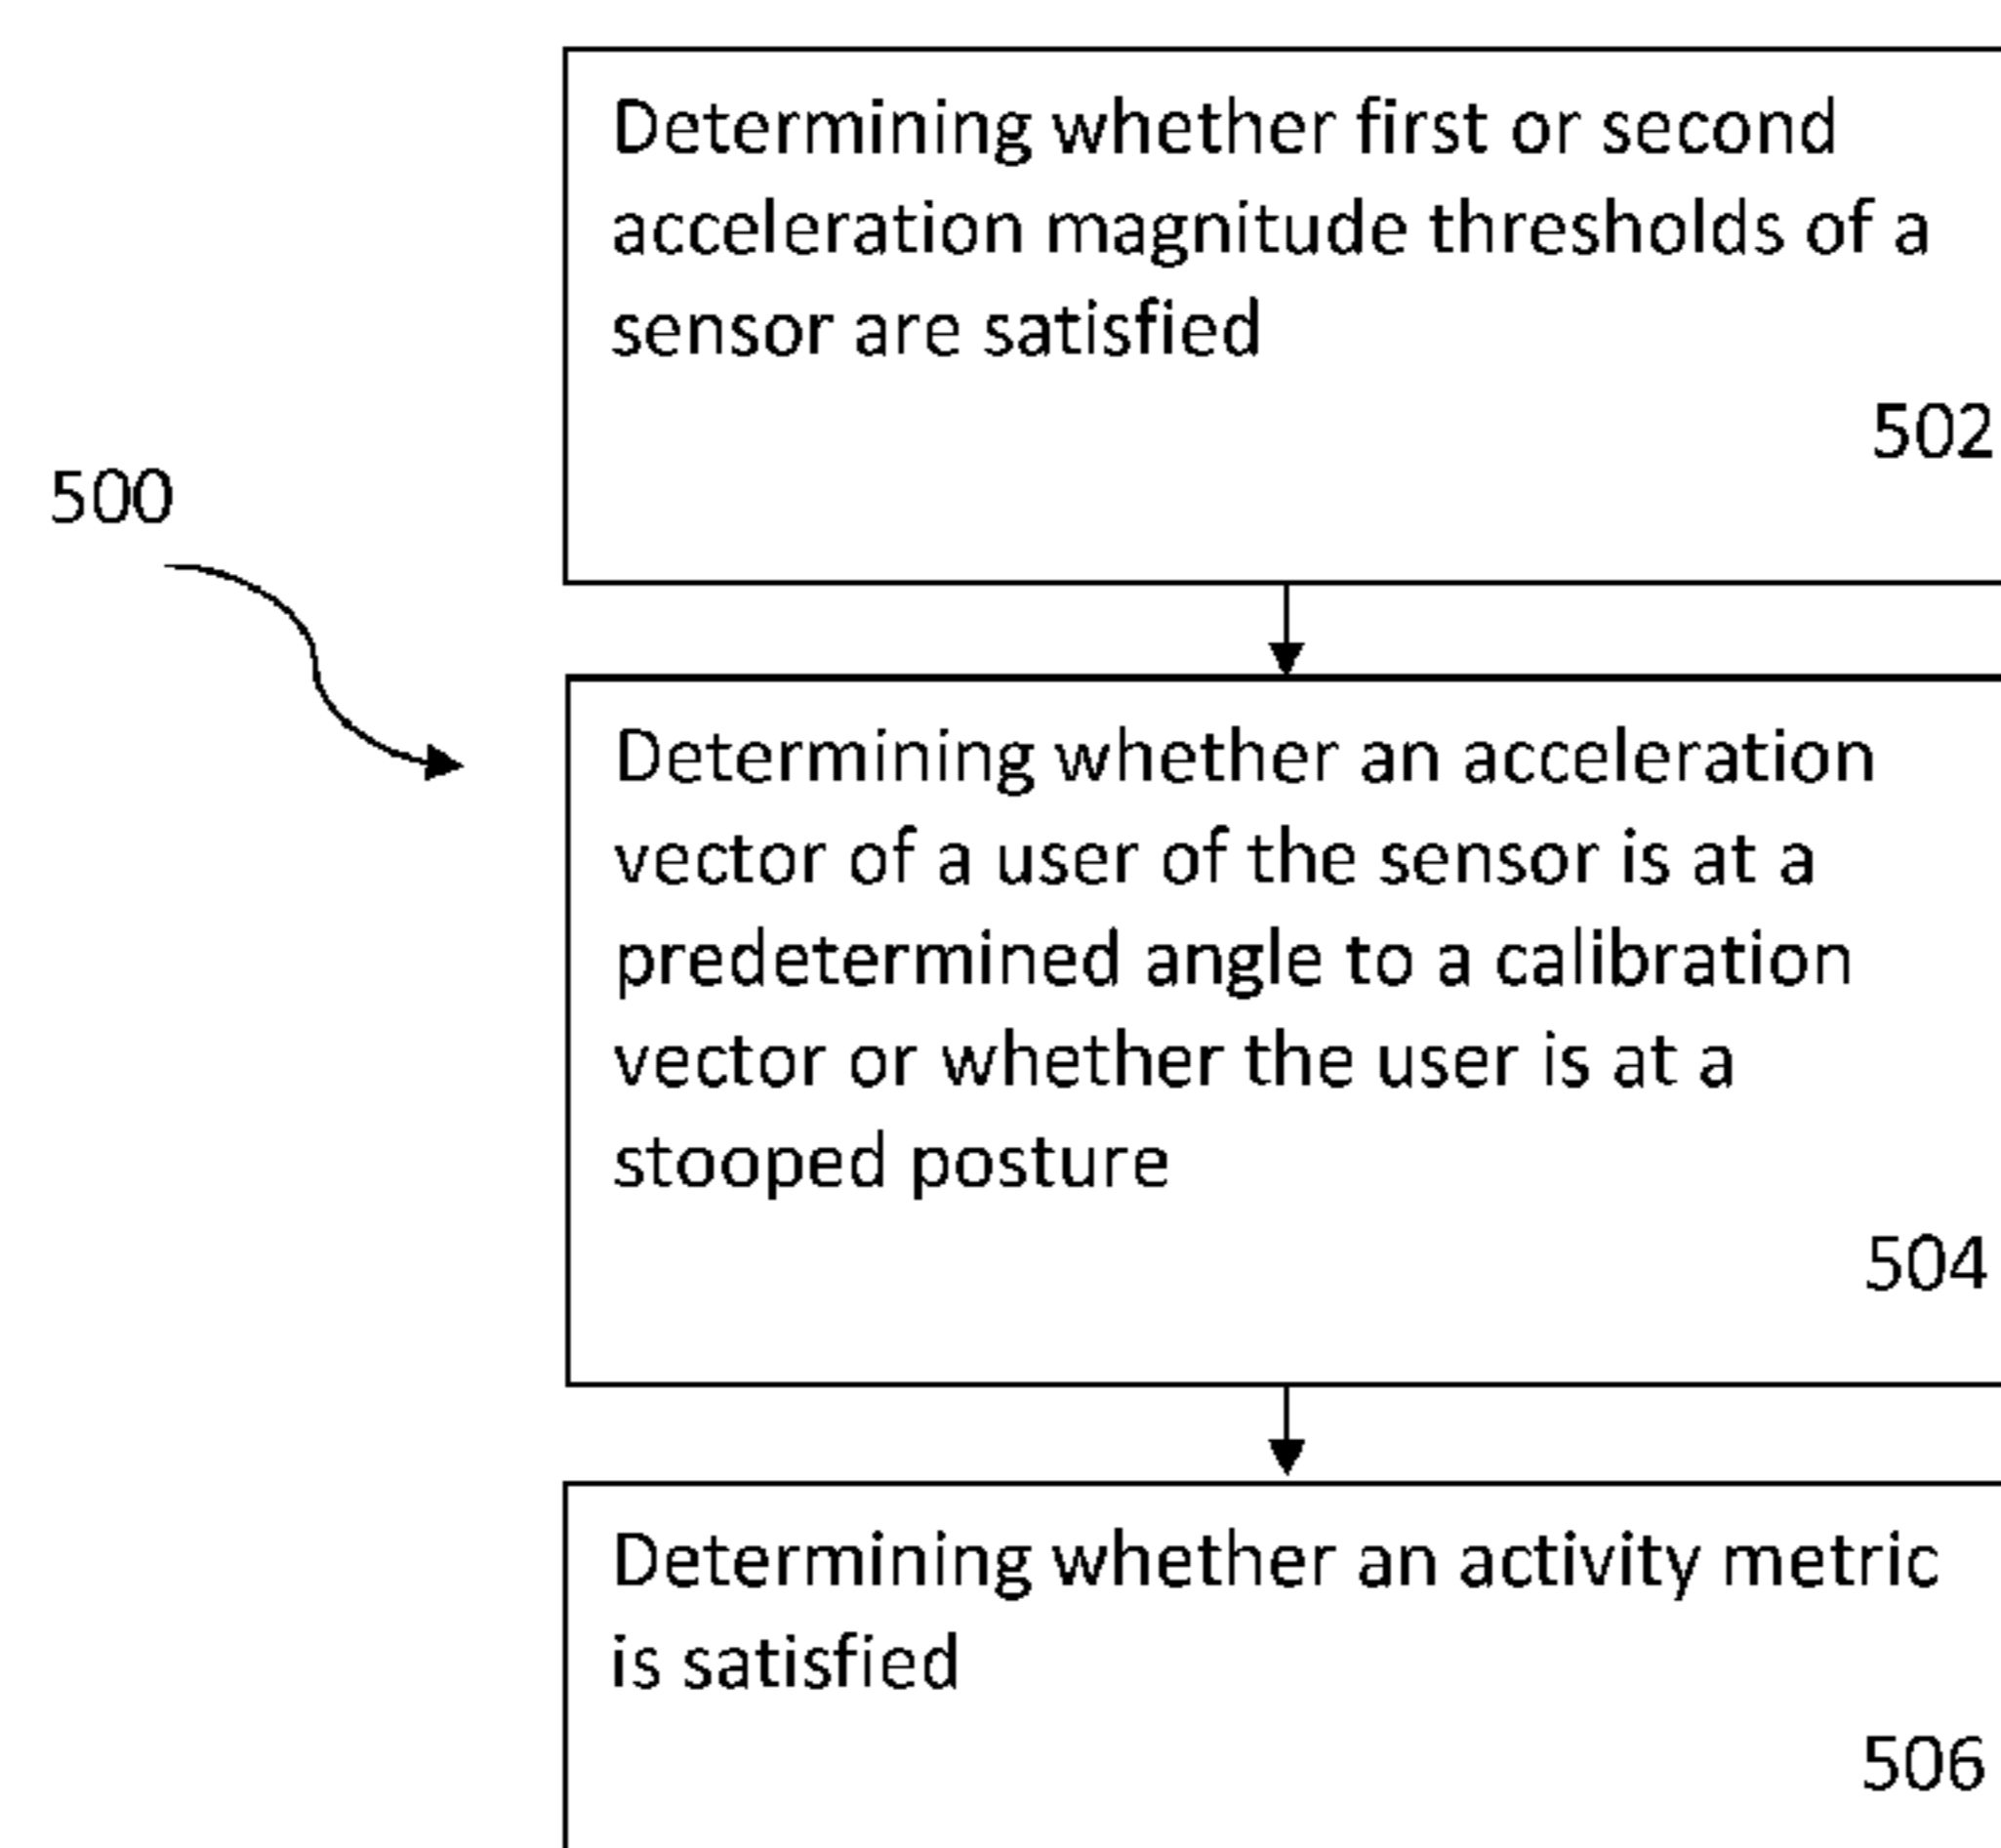 Determining whether first or second
acceleration magnitude thresholds of a
sensor are satisfied
502
500
Determining whether an acceleration
vector of a user of the sensor is at a
predetermined angle to a calibration
vector or whether the user is at a
stooped posture
504
Determining whether an activity metric
is satisfied
506